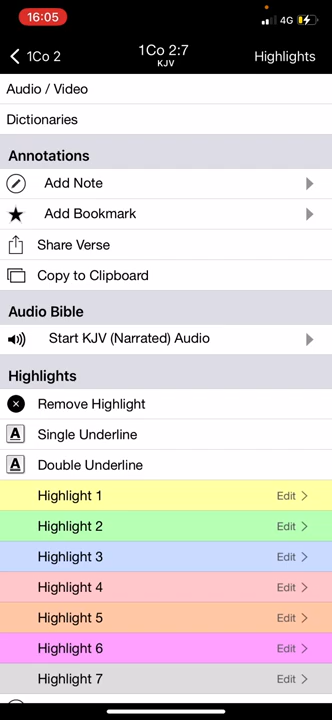 16:05
4G
1Co 2
1Co 2:7
KJV
Highlights
Audio / Video
Dictionaries
Annotations
Add Note
Add Bookmark
Share Verse
Copy to Clipboard
Audio Bible
Start KJV (Narrated) Audio
Highlights
Remove Highlight
A Single Underline
A Double Underline
Highlight 1 Edit
Highlight 2 Edit
Highlight 3 Edit
Highlight 4 Edit
Highlight 5 Edit
Highlight 6 Edit
Highlight 7 Edit